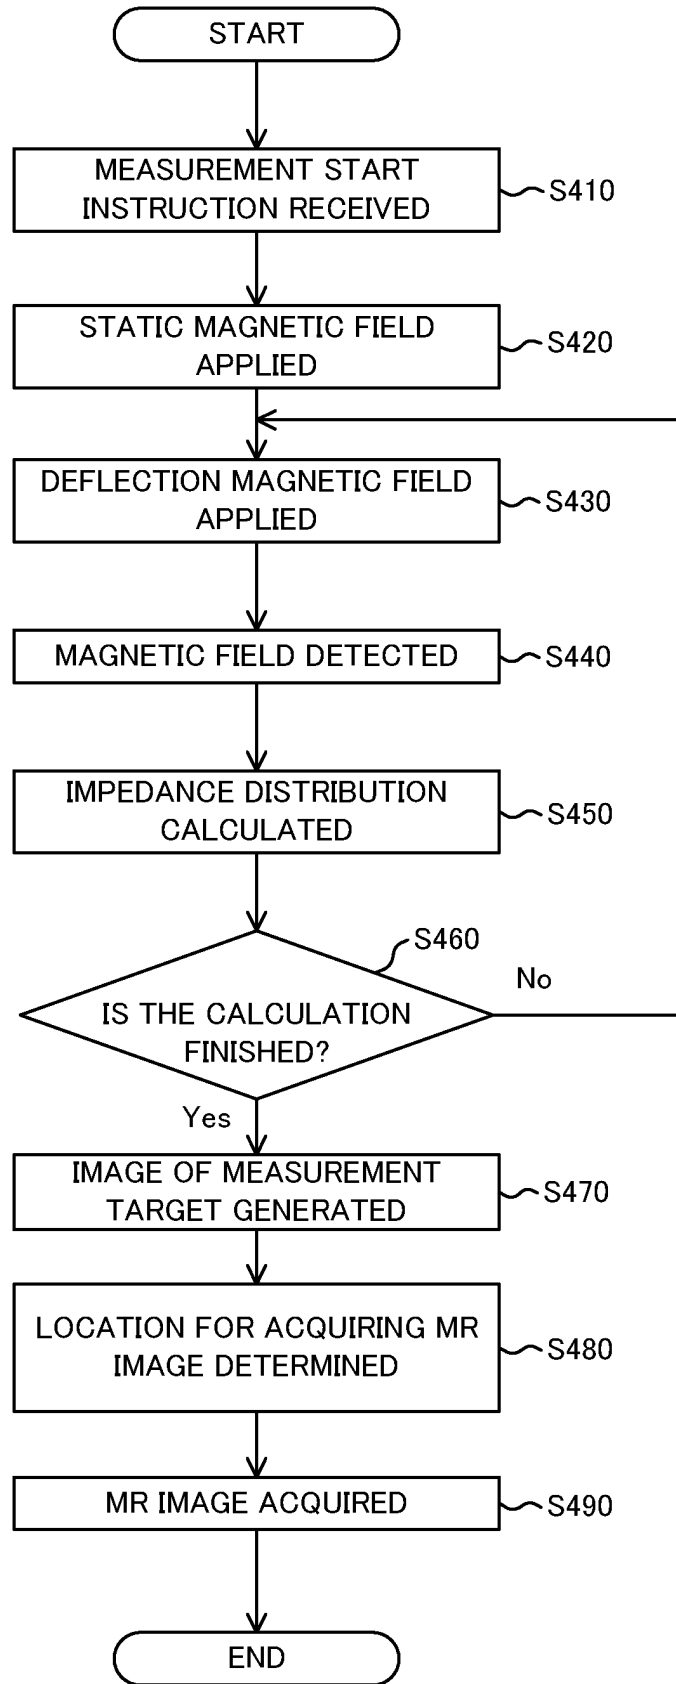 START
MEASUREMENT START
INSTRUCTION RECEIVED
S410
STATIC MAGNETIC FIELD
APPLIED
S420
DEFLECTION MAGNETIC FIELD
APPLIED
S430
MAGNETIC FIELD DETECTED
S440
IMPEDANCE DISTRIBUTION
CALCULATED
S450
S460
IS THE CALCULATION
FINISHED?
No
Yes
IMAGE OF MEASUREMENT
TARGET GENERATED
S470
LOCATION FOR ACQUIRING MR
IMAGE DETERMINED
S480
MR IMAGE ACQUIRED
S490
END